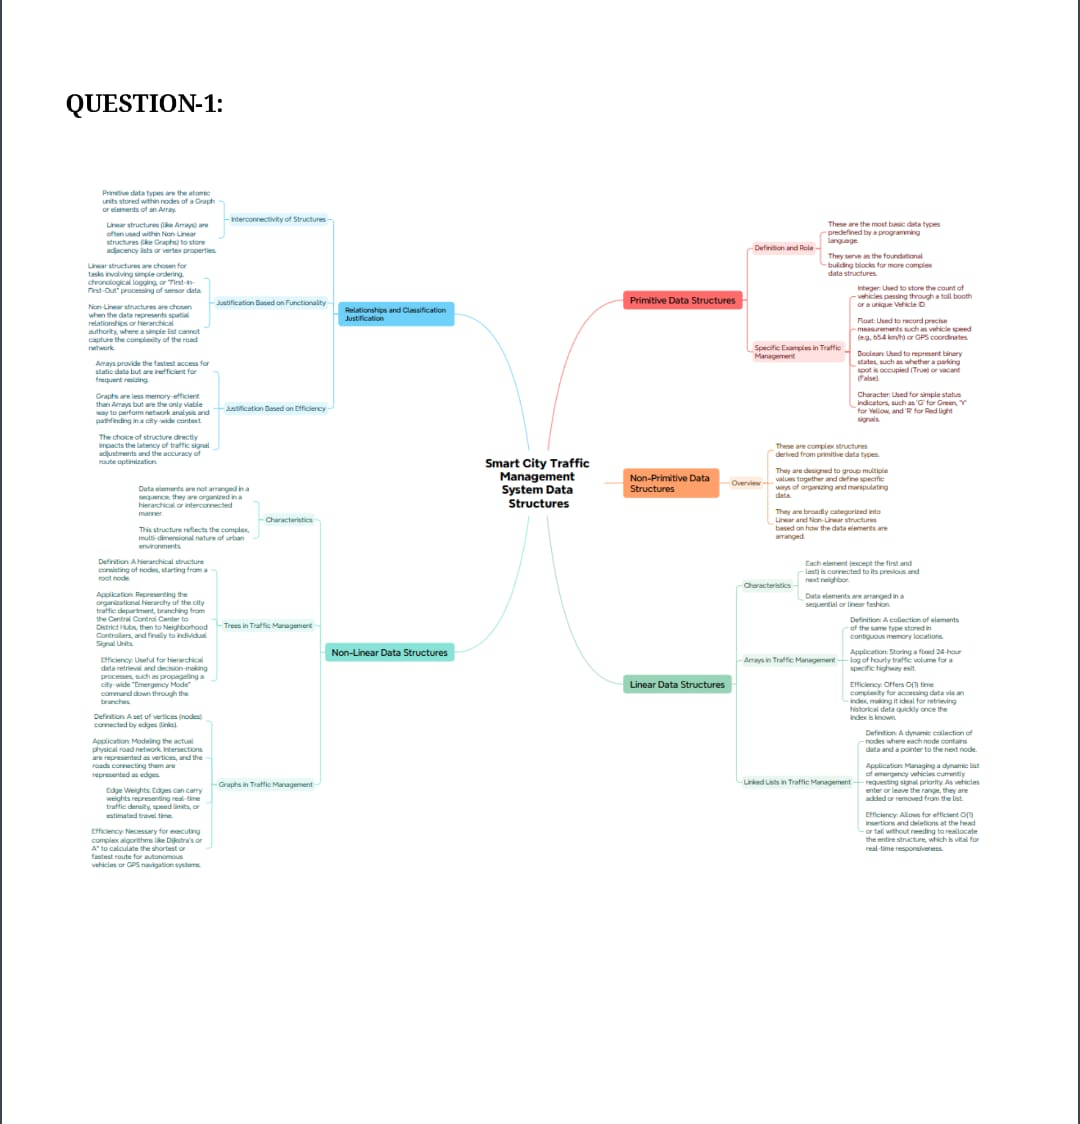 QUESTION-1:
Primitive data types are the atomic
units stored within nodes of a Graph
or elements of an Array.
Linear structures (like Arrays) are
often used within Non-Linear
structures (like Graphs) to store
adjacency lists or vertex properties.
Interconnectivity of Structures
Linear structures are chosen for
tasks involving simple ordering,
chronological logging, or "First-In-
First-Out" processing of sensor data.
Non-Linear structures are chosen
when the data represents spatial
relationships or hierarchical
authority, where a simple list cannot
capture the complexity of the road
network.
Justification Based on Functionality
Arrays provide the fastest access for
static data but are inefficient for
frequent resizing.
Graphs are less memory-efficient
than Arrays but are the only viable
way to perform network analysis and
pathfinding in a city-wide context.
The choice of structure directly
impacts the latency of traffic signal
adjustments and the accuracy of
route optimization.
Justification Based on Efficiency
Relationships and Classification
Justification
Data elements are not arranged in a
sequence; they are organized in a
hierarchical or interconnected
manner.
This structure reflects the complex,
multi-dimensional nature of urban
environments.
Characteristics
Definition: A hierarchical structure
consisting of nodes, starting from a
root node.
Application: Representing the
organizational hierarchy of the city
traffic department, branching from
the Central Control Center to
District Hubs, then to Neighborhood
Controllers, and finally to individual
Signal Units.
Efficiency: Useful for hierarchical
data retrieval and decision-making
processes, such as propagating a
city-wide "Emergency Mode"
command down through the
branches.
Trees in Traffic Management
Definition: A set of vertices (nodes)
connected by edges (links).
Application: Modeling the actual
physical road network. Intersections
are represented as vertices, and the
roads connecting them are
represented as edges.
Edge Weights: Edges can carry
weights representing real-time
traffic density, speed limits, or
estimated travel time.
Efficiency: Necessary for executing
complex algorithms like Dijkstra's or
A* to calculate the shortest or
fastest route for autonomous
vehicles or GPS navigation systems.
Graphs in Traffic Management
Non-Linear Data Structures
Smart City Traffic
Management
System Data
Structures
Primitive Data Structures
Definition and Role
These are the most basic data types
predefined by a programming
language.
They serve as the foundational
building blocks for more complex
data structures.
Specific Examples in Traffic
Management
Integer: Used to store the count of
vehicles passing through a toll booth
or a unique Vehicle ID.
Float: Used to record precise
measurements such as vehicle speed
(e.g., 65.4 km/h) or GPS coordinates.
Boolean: Used to represent binary
states, such as whether a parking
spot is occupied (True) or vacant
(False).
Character: Used for simple status
indicators, such as 'G' for Green, 'Y'
for Yellow, and 'R' for Red light
signals.
Non-Primitive Data
Structures
Overview
These are complex structures
derived from primitive data types.
They are designed to group multiple
values together and define specific
ways of organizing and manipulating
data.
They are broadly categorized into
Linear and Non-Linear structures
based on how the data elements are
arranged.
Linear Data Structures
Characteristics
Each element (except the first and
last) is connected to its previous and
next neighbor.
Data elements are arranged in a
sequential or linear fashion.
Arrays in Traffic Management
Definition: A collection of elements
of the same type stored in
contiguous memory locations.
Application: Storing a fixed 24-hour
log of hourly traffic volume for a
specific highway exit.
Efficiency: Offers O(1) time
complexity for accessing data via an
index, making it ideal for retrieving
historical data quickly once the
index is known.
Linked Lists in Traffic Management
Definition: A dynamic collection of
nodes where each node contains
data and a pointer to the next node.
Application: Managing a dynamic list
of emergency vehicles currently
requesting signal priority. As vehicles
enter or leave the range, they are
added or removed from the list.
Efficiency: Allows for efficient O(1)
insertions and deletions at the head
or tail without needing to reallocate
the entire structure, which is vital for
real-time responsiveness.